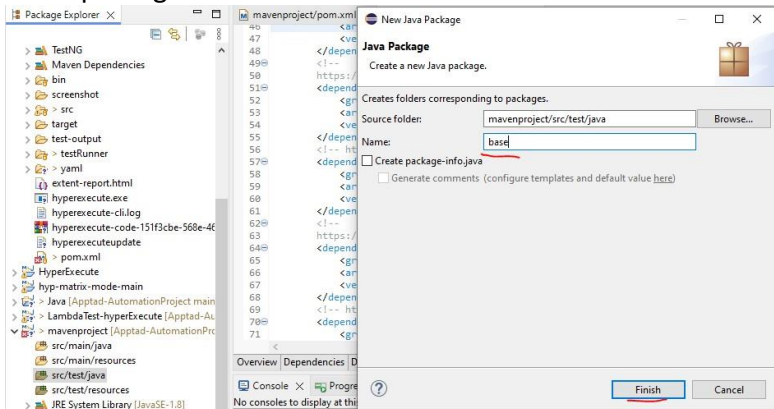 Package Explorer
TestNG
Maven Dependencies
bin
screenshot
> src
target
test-output
> testRunner
> yaml
extent-report.html
hyperexecute.exe
hyperexecute-cli.log
hyperexecute-code-151f3cbe-568e-46
hyperexecuteupdate
> pom.xml
HyperExecute
hyp-matrix-mode-main
> Java [Apptad-AutomationProject main
> LambdaTest-hyperExecute [Apptad-Au
> mavenproject [Apptad-AutomationPro
src/main/java
src/main/resources
src/test/java
src/test/resources
JRE System Library [JavaSE-1.8]
mavenproject/pom.xml
46 <ar
47 <ve
48 </depen
49 <!--
50 https:/
51 <depend
52 <gr
53 <ar
54 <ve
55 </depen
56 <!-- ht
57 <depend
58 <gr
59 <ar
60 <ve
61 </depen
62 <!--
63 https:/
64 <depend
65 <gr
66 <ar
67 <ve
68 </depen
69 <!-- ht
70 <depend
71 <gr
Overview Dependencies D
Console Progre
No consoles to display at thi
New Java Package
Java Package
Create a new Java package.
Creates folders corresponding to packages.
Source folder: mavenproject/src/test/java Browse...
Name: base
Create package-info.java
Generate comments (configure templates and default value here)
Finish Cancel